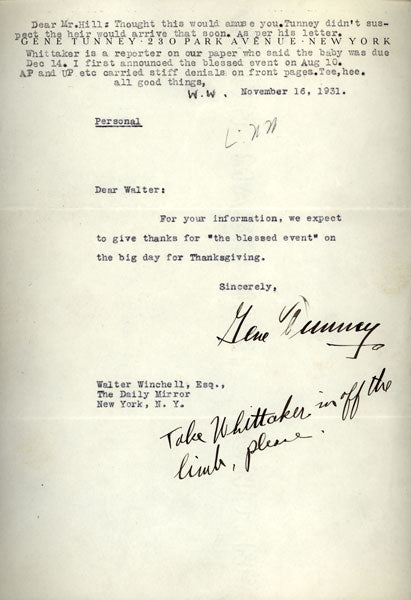 Dear Mr.Hill: Thought this would amuse you.Tunney didn't sus-
pect the heir would arrive that soon. As per his letter.
GENE TUNNEY · 230 PARK AVENUE · NEW YORK
Whittaker is a reporter on our paper who said the baby was due
Dec 14. I first announced the blessed event on Aug 10.
AP and UP etc carried stiff denials on front pages.Tee,hee.
all good things,
W.W.
November 16, 1931.
Personal
Dear Walter:
For your information, we expect
to give thanks for "the blessed event" on
the big day for Thanksgiving.
Sincerely,
Gene Tunney
Walter Winchell, Esq.,
The Daily Mirror
New York, N. Y.
Take Whittaker in off the
limb, please.